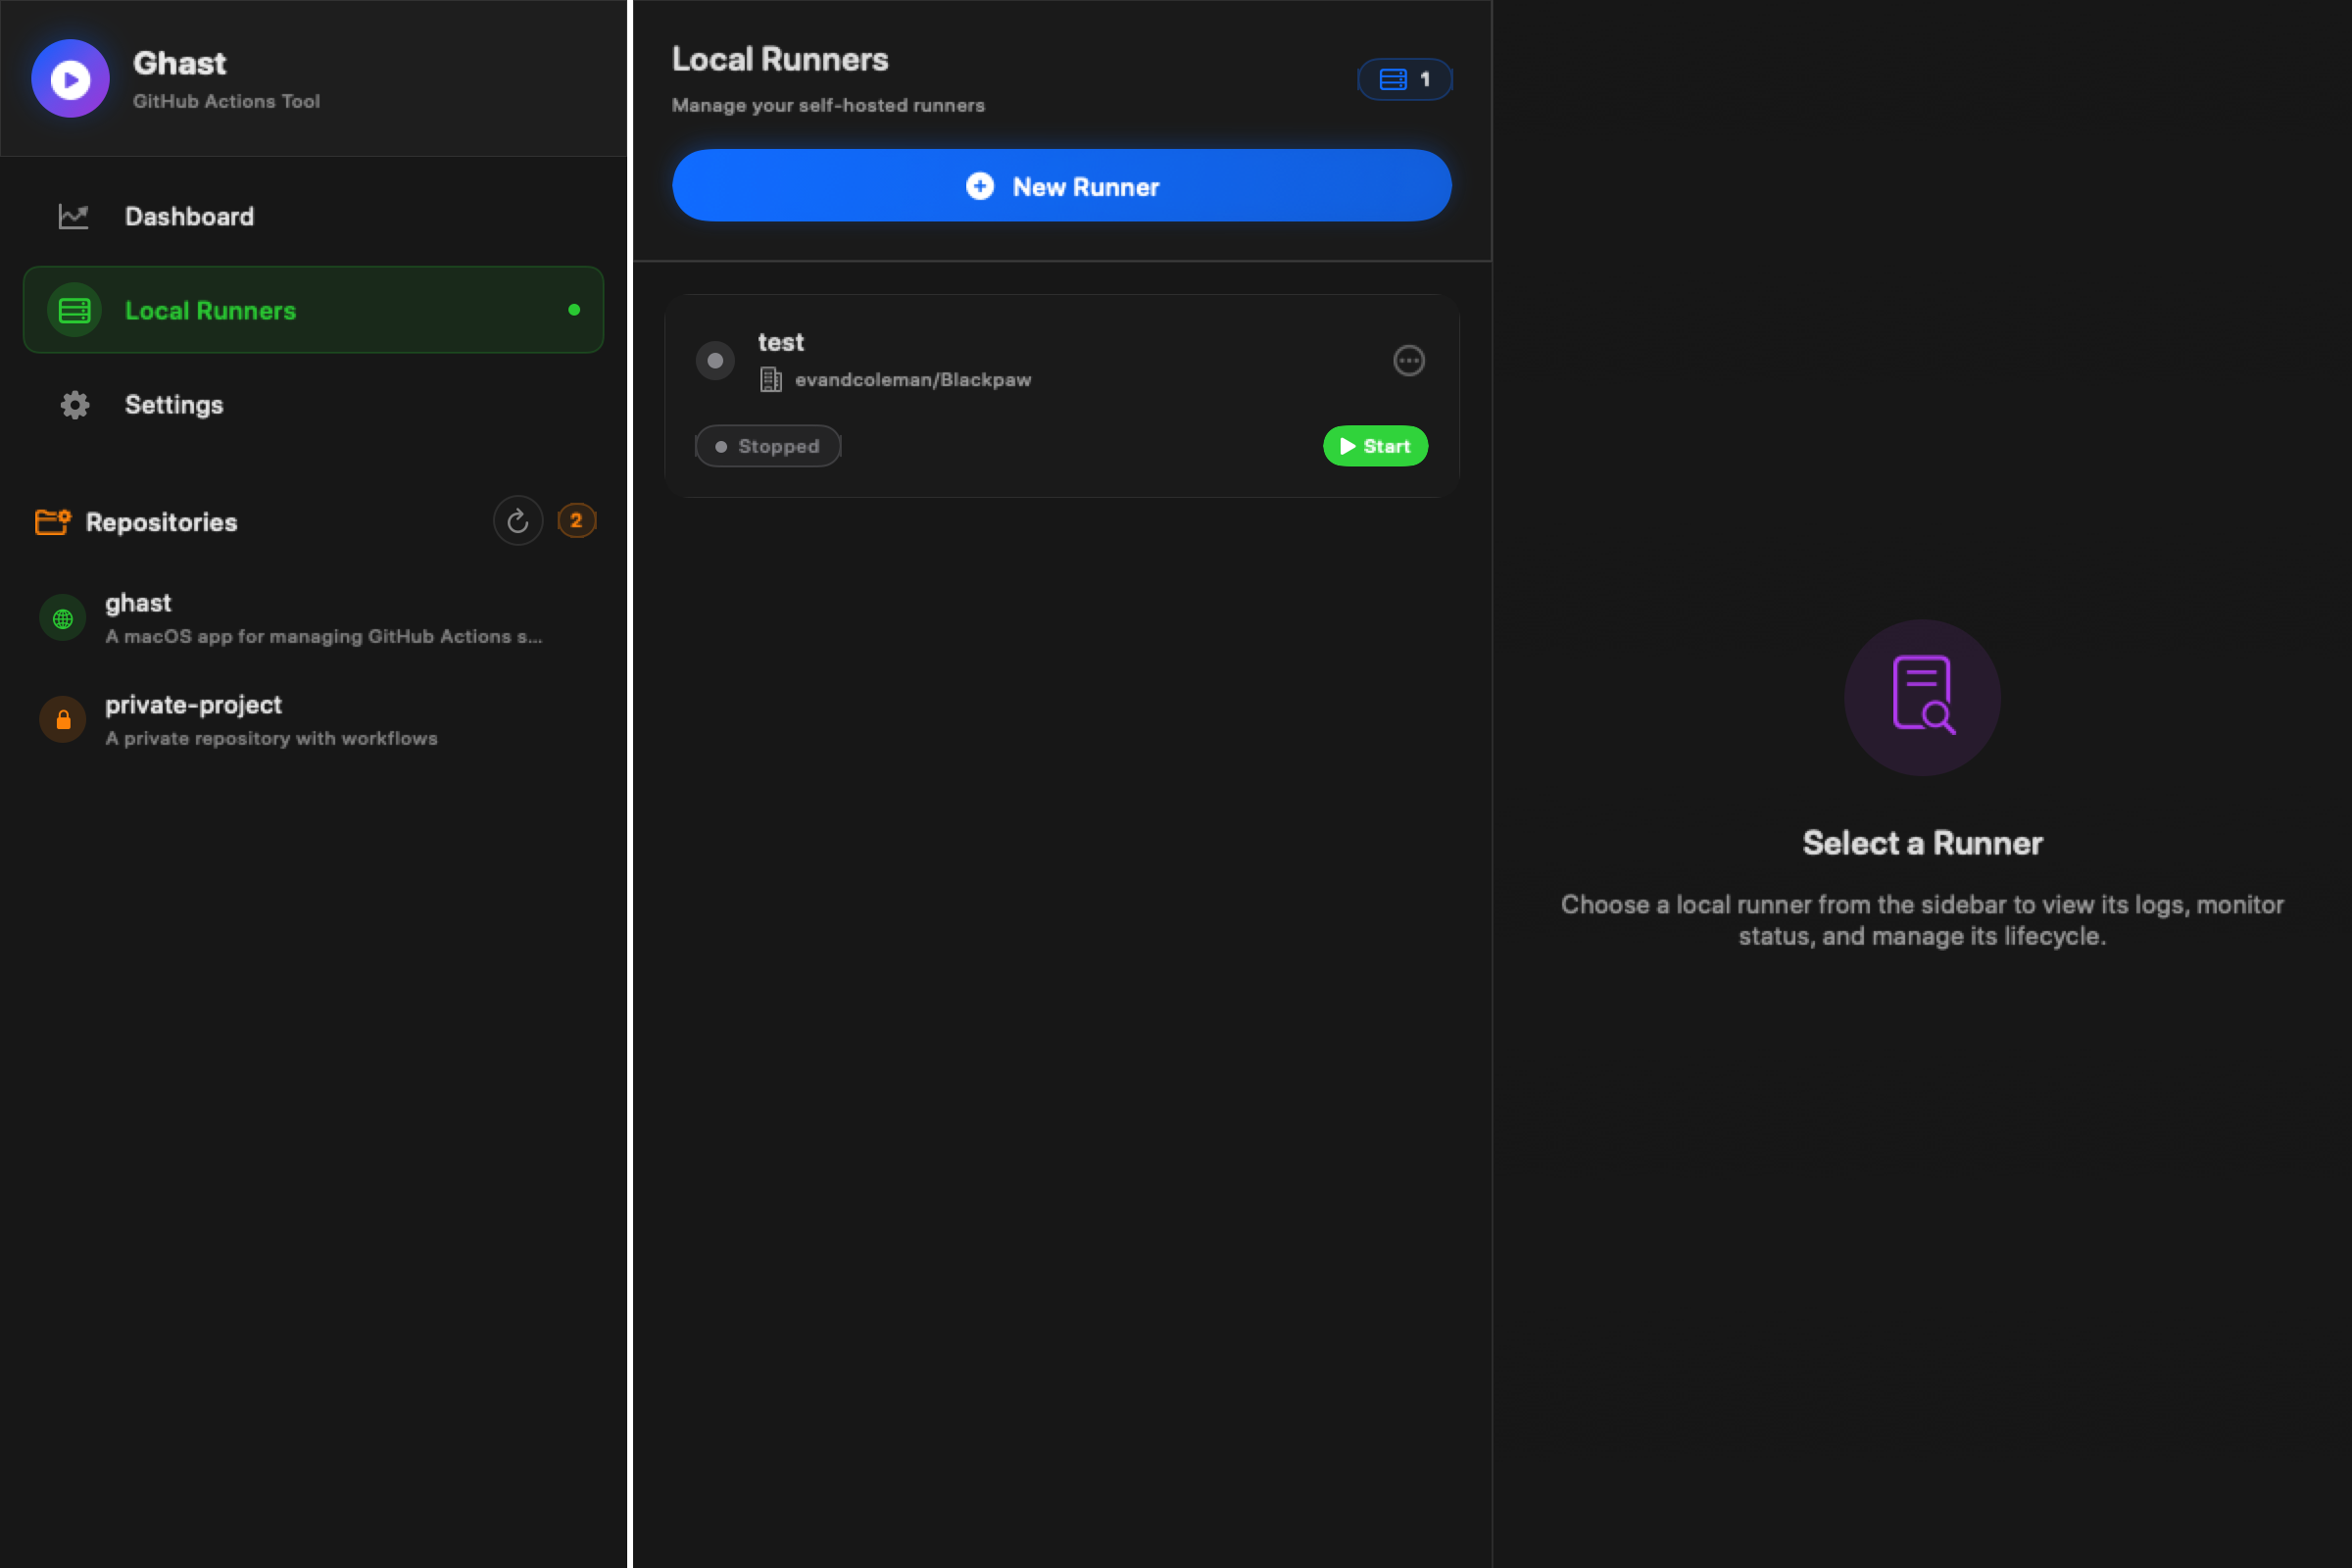 Ghast
GitHub Actions Tool
Dashboard
Local Runners
Settings
Repositories
2
ghast
A macOS app for managing GitHub Actions s...
private-project
A private repository with workflows
Local Runners
Manage your self-hosted runners
1
New Runner
test
evandcoleman/Blackpaw
Stopped
Start
Select a Runner
Choose a local runner from the sidebar to view its logs, monitor
status, and manage its lifecycle.